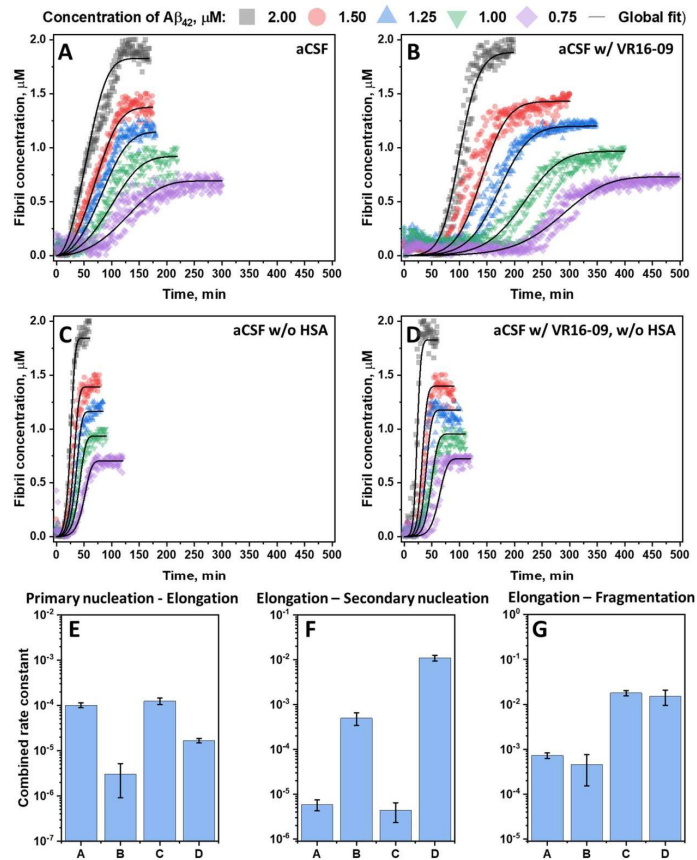 Concentration of Aβ₄₂, μM: 2.00 1.50 1.25 1.00 0.75 — Global fit)
A aCSF
B aCSF w/ VR16-09
Fibril concentration, μM
2.0
1.5
1.0
0.5
0.0
0 50 100 150 200 250 300 350 400 450 500
Time, min
Fibril concentration, μM
2.0
1.5
1.0
0.5
0.0
0 50 100 150 200 250 300 350 400 450 500
Time, min
C aCSF w/o HSA
D aCSF w/ VR16-09, w/o HSA
Fibril concentration, μM
2.0
1.5
1.0
0.5
0.0
0 50 100 150 200 250 300 350 400 450 500
Time, min
Fibril concentration, μM
2.0
1.5
1.0
0.5
0.0
0 50 100 150 200 250 300 350 400 450 500
Time, min
Primary nucleation - Elongation
E
Combined rate constant
10⁻²
10⁻³
10⁻⁴
10⁻⁵
10⁻⁶
10⁻⁷
A B C D
Elongation – Secondary nucleation
F
10⁻¹
10⁻²
10⁻³
10⁻⁴
10⁻⁵
10⁻⁶
A B C D
Elongation – Fragmentation
G
10⁰
10⁻¹
10⁻²
10⁻³
10⁻⁴
10⁻⁵
A B C D